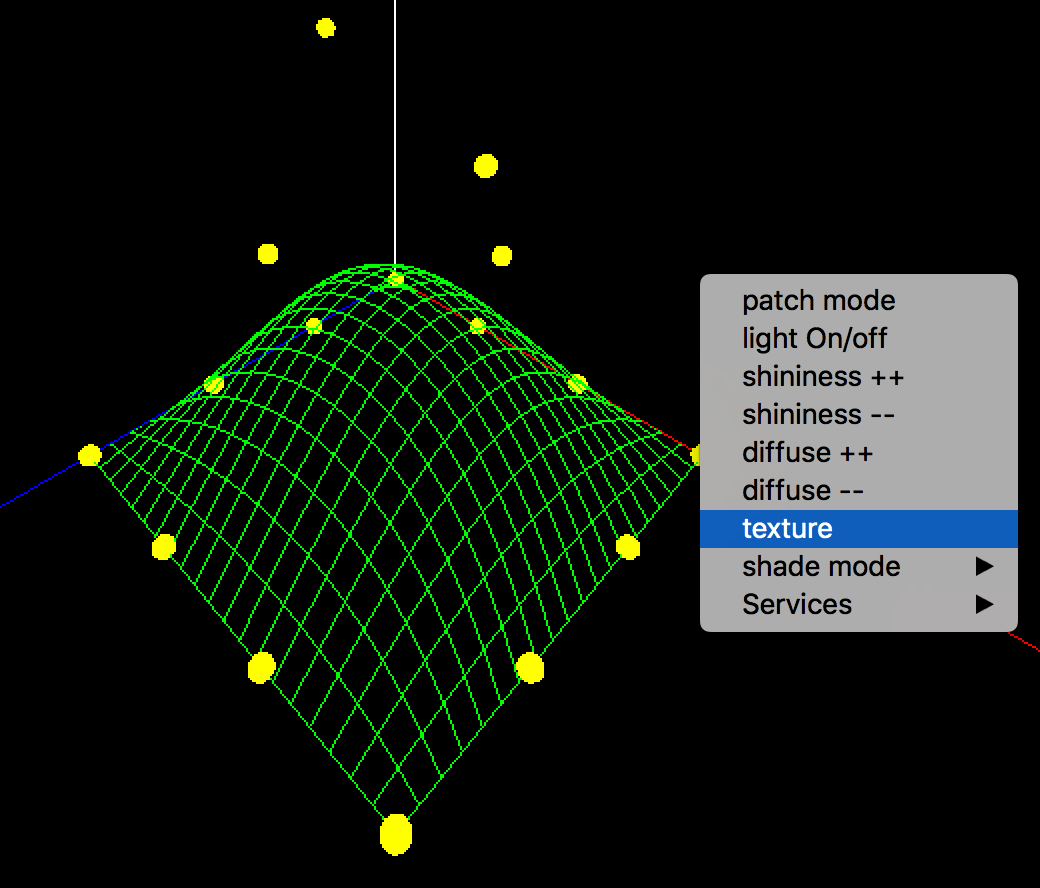 patch mode
light On/off
shininess ++
shininess --
diffuse ++
diffuse --
texture
shade mode
Services